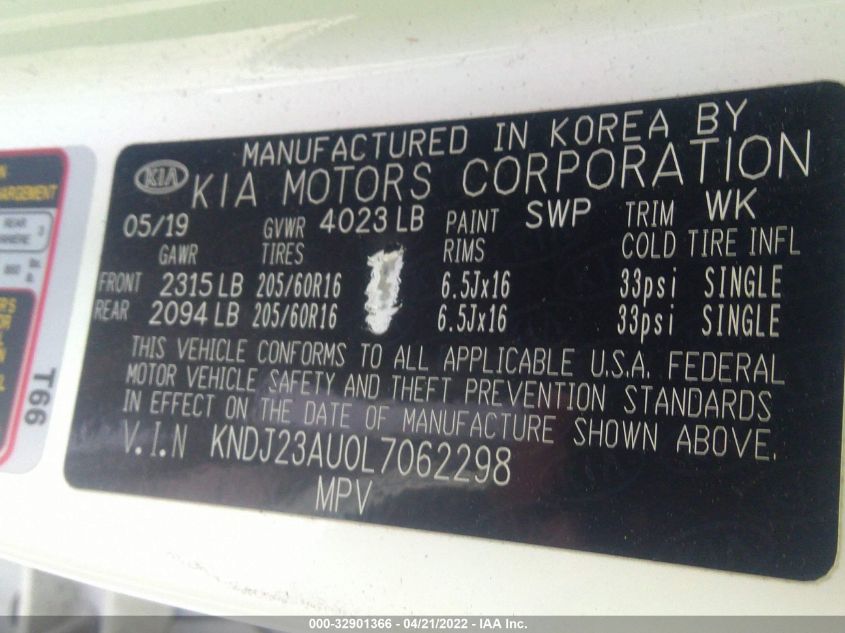 MANUFACTURED IN KOREA BY
KIA KIA MOTORS CORPORATION
05/19 GVWR 4023 LB PAINT SWP TRIM WK
GAWR TIRES RIMS COLD TIRE INFL
FRONT 2315 LB 205/60R16 6.5Jx16 33psi SINGLE
REAR 2094 LB 205/60R16 6.5Jx16 33psi SINGLE
THIS VEHICLE CONFORMS TO ALL APPLICABLE U.S.A. FEDERAL
MOTOR VEHICLE SAFETY AND THEFT PREVENTION STANDARDS
IN EFFECT ON THE DATE OF MANUFACTURE SHOWN ABOVE.
V.I.N KNDJ23AU0L7062298
MPV
REAR
T66
000-32901366 - 04/21/2022 - IAA Inc.